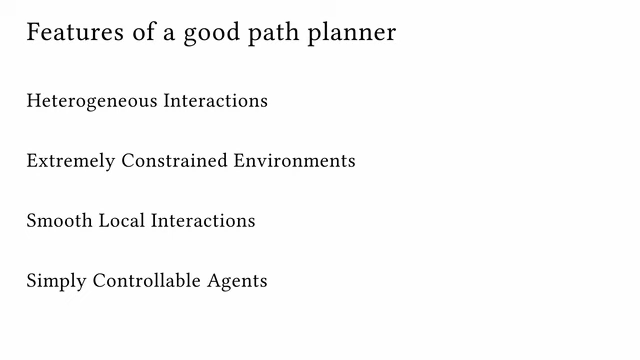 Features of a good path planner
Heterogeneous Interactions
Extremely Constrained Environments
Smooth Local Interactions
Simply Controllable Agents